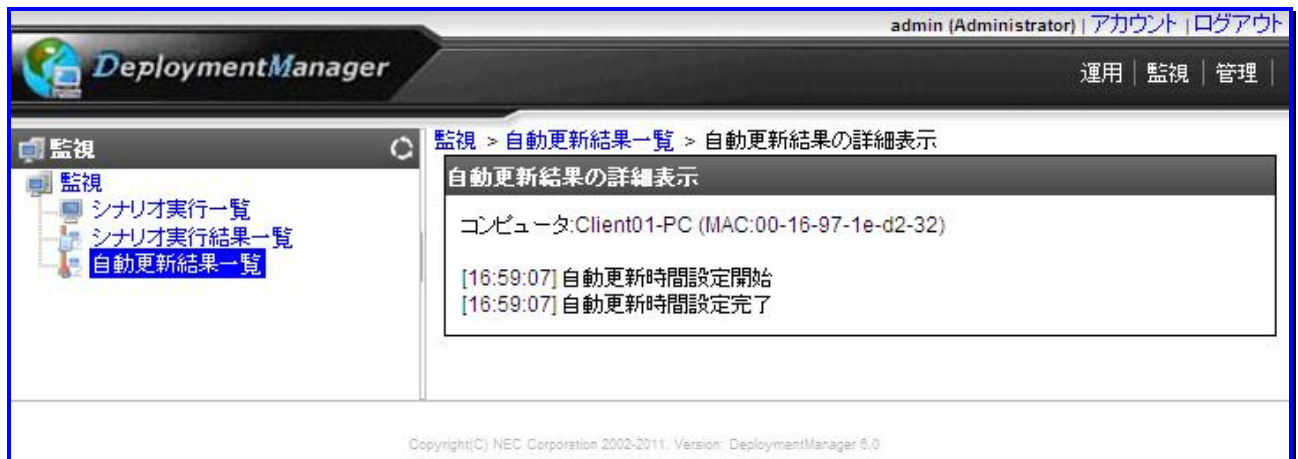 admin (Administrator) | アカウント | ログアウト
DeploymentManager
運用 | 監視 | 管理 |
監視
監視 > 自動更新結果一覧 > 自動更新結果の詳細表示
監視
シナリオ実行一覧
シナリオ実行結果一覧
自動更新結果一覧
自動更新結果の詳細表示
コンピュータ:Client01-PC (MAC:00-16-97-1e-d2-32)
[16:59:07] 自動更新時間設定開始
[16:59:07] 自動更新時間設定完了
Copyright(C) NEC Corporation 2002-2011. Version: DeploymentManager 6.0